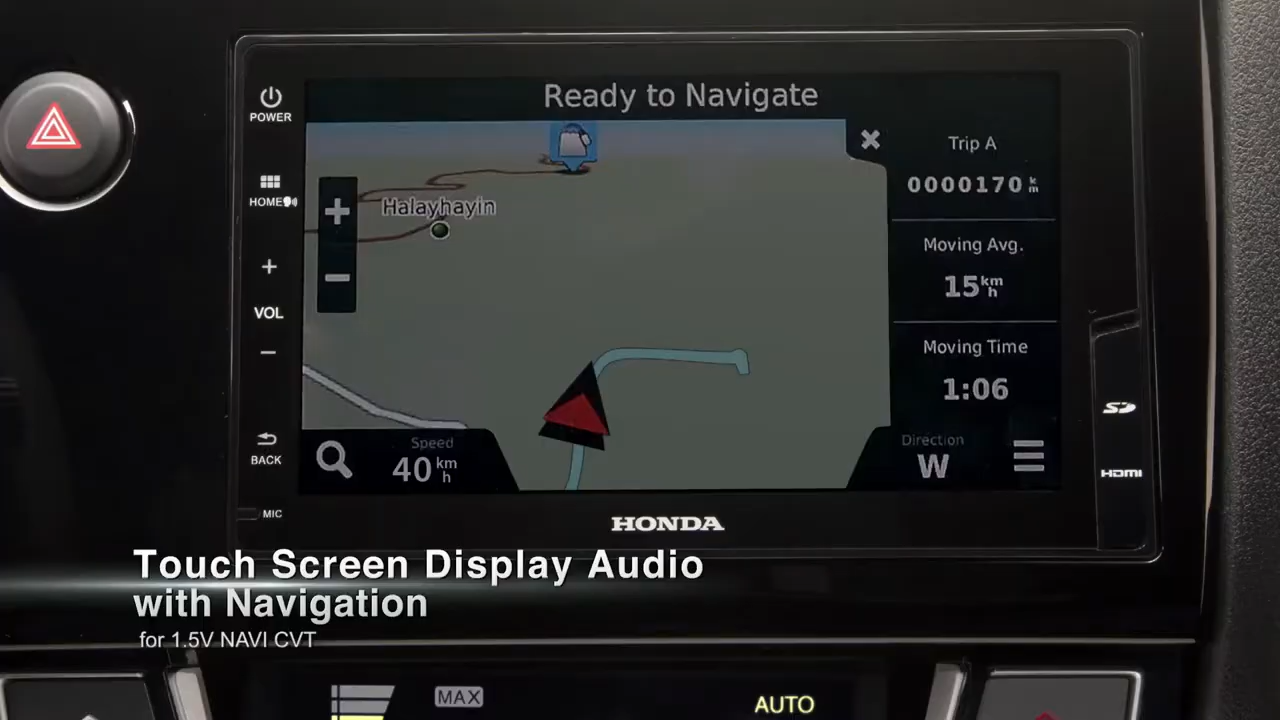 Ready to Navigate
POWER
HOME
+
VOL
−
BACK
MIC
+
−
Halayhayin
Speed
40 km
h
Trip A
0000170 k
m
Moving Avg.
15 km
h
Moving Time
1:06
Direction
W
SD
HDMI
HONDA
Touch Screen Display Audio
with Navigation
for 1.5V NAVI CVT
MAX
AUTO